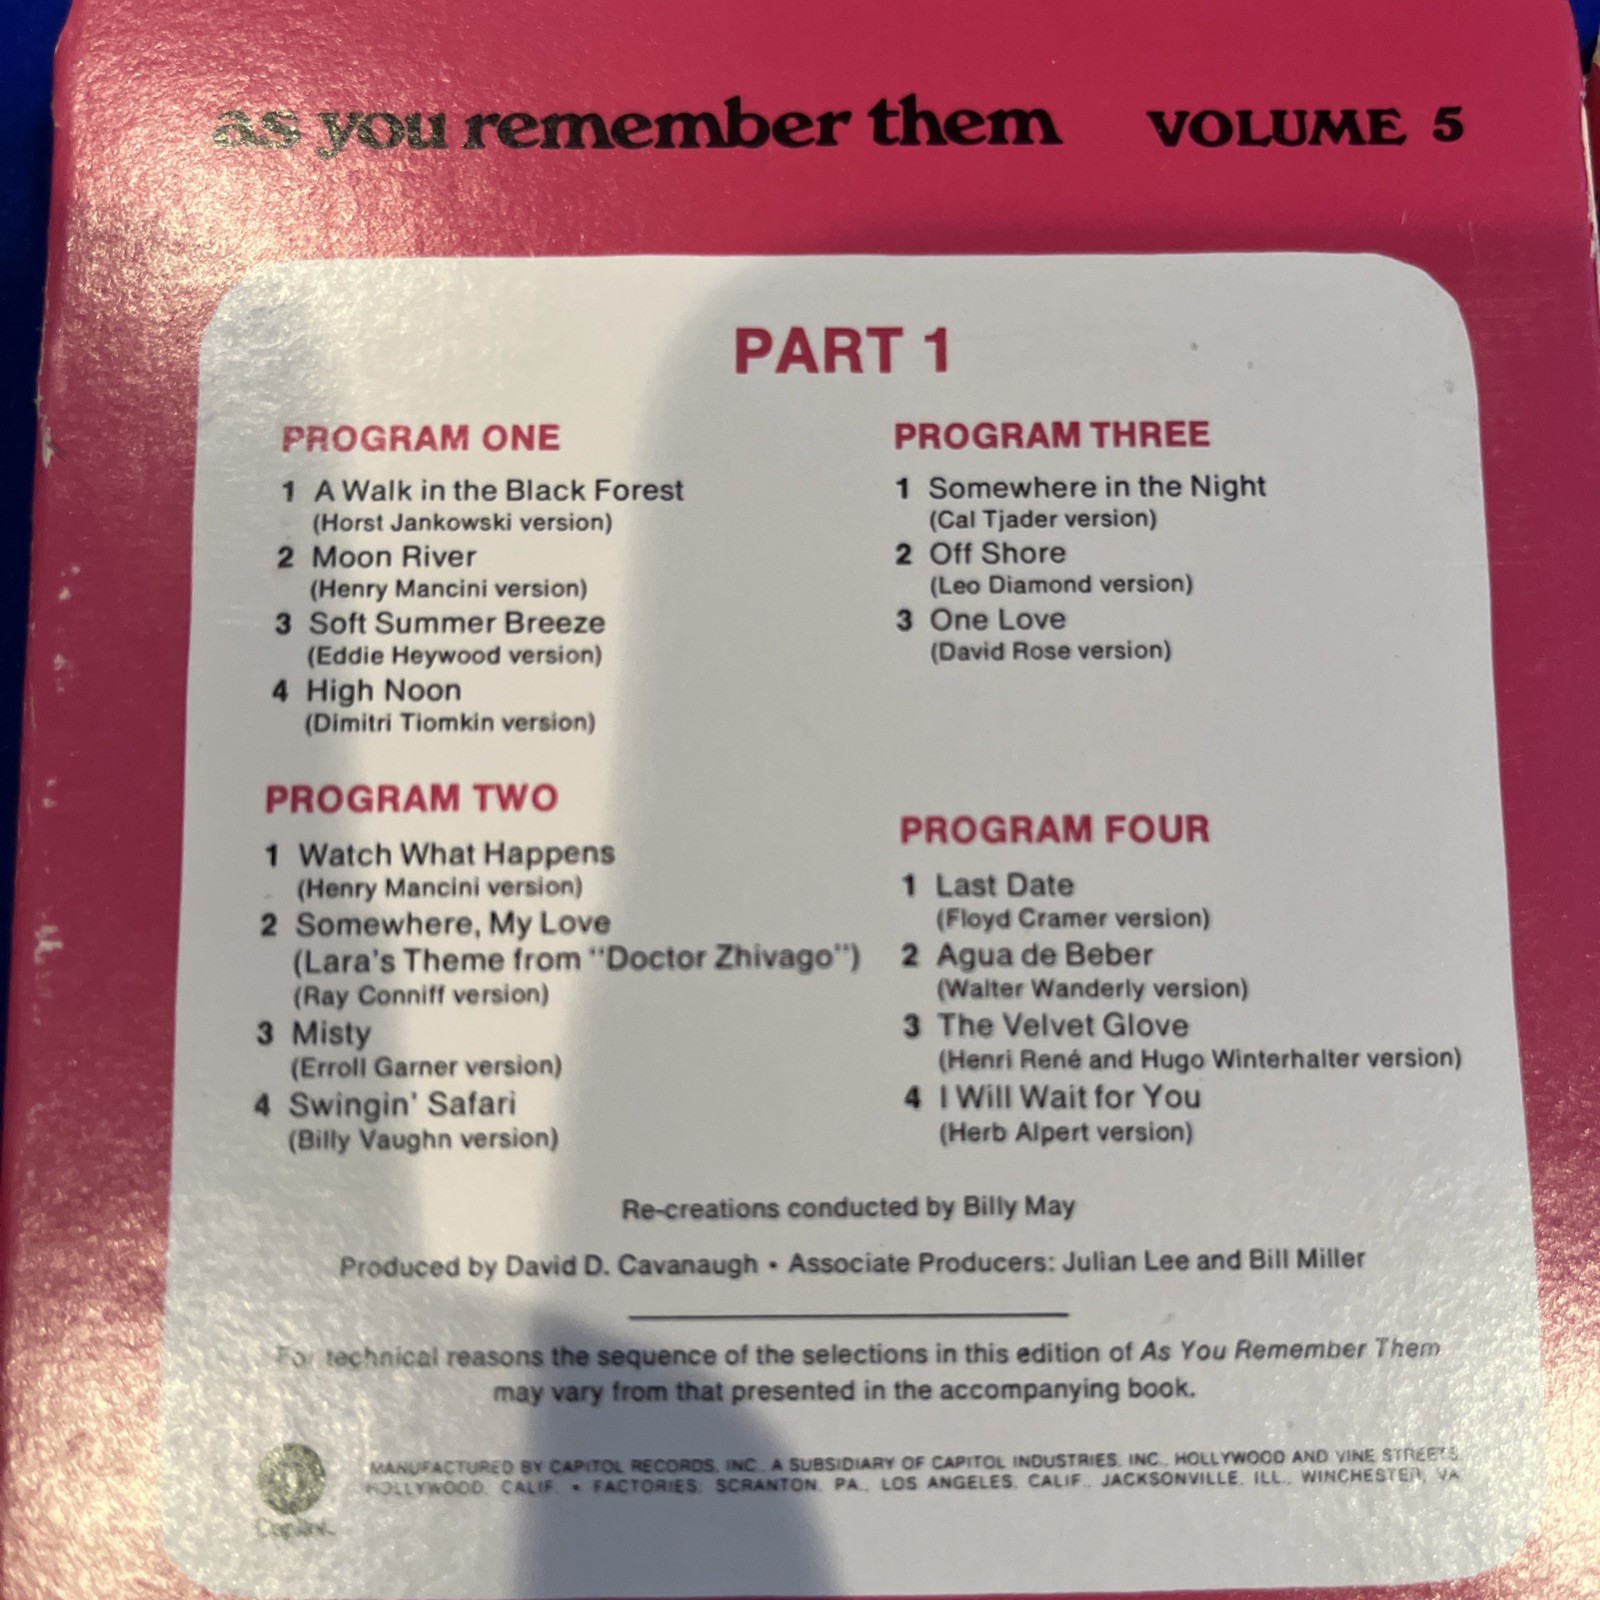 as you remember them VOLUME 5
PART 1
PROGRAM ONE
1 A Walk in the Black Forest
(Horst Jankowski version)
2 Moon River
(Henry Mancini version)
3 Soft Summer Breeze
(Eddie Heywood version)
4 High Noon
(Dimitri Tiomkin version)
PROGRAM TWO
1 Watch What Happens
(Henry Mancini version)
2 Somewhere, My Love
(Lara's Theme from "Doctor Zhivago")
(Ray Conniff version)
3 Misty
(Erroll Garner version)
4 Swingin' Safari
(Billy Vaughn version)
PROGRAM THREE
1 Somewhere in the Night
(Cal Tjader version)
2 Off Shore
(Leo Diamond version)
3 One Love
(David Rose version)
PROGRAM FOUR
1 Last Date
(Floyd Cramer version)
2 Agua de Beber
(Walter Wanderly version)
3 The Velvet Glove
(Henri René and Hugo Winterhalter version)
4 I Will Wait for You
(Herb Alpert version)
Re-creations conducted by Billy May
Produced by David D. Cavanaugh • Associate Producers: Julian Lee and Bill Miller
For technical reasons the sequence of the selections in this edition of As You Remember Them
may vary from that presented in the accompanying book.
MANUFACTURED BY CAPITOL RECORDS, INC., A SUBSIDIARY OF CAPITOL INDUSTRIES, INC., HOLLYWOOD AND VINE STREETS,
HOLLYWOOD, CALIF. • FACTORIES: SCRANTON, PA., LOS ANGELES, CALIF., JACKSONVILLE, ILL., WINCHESTER, VA.
Capitol